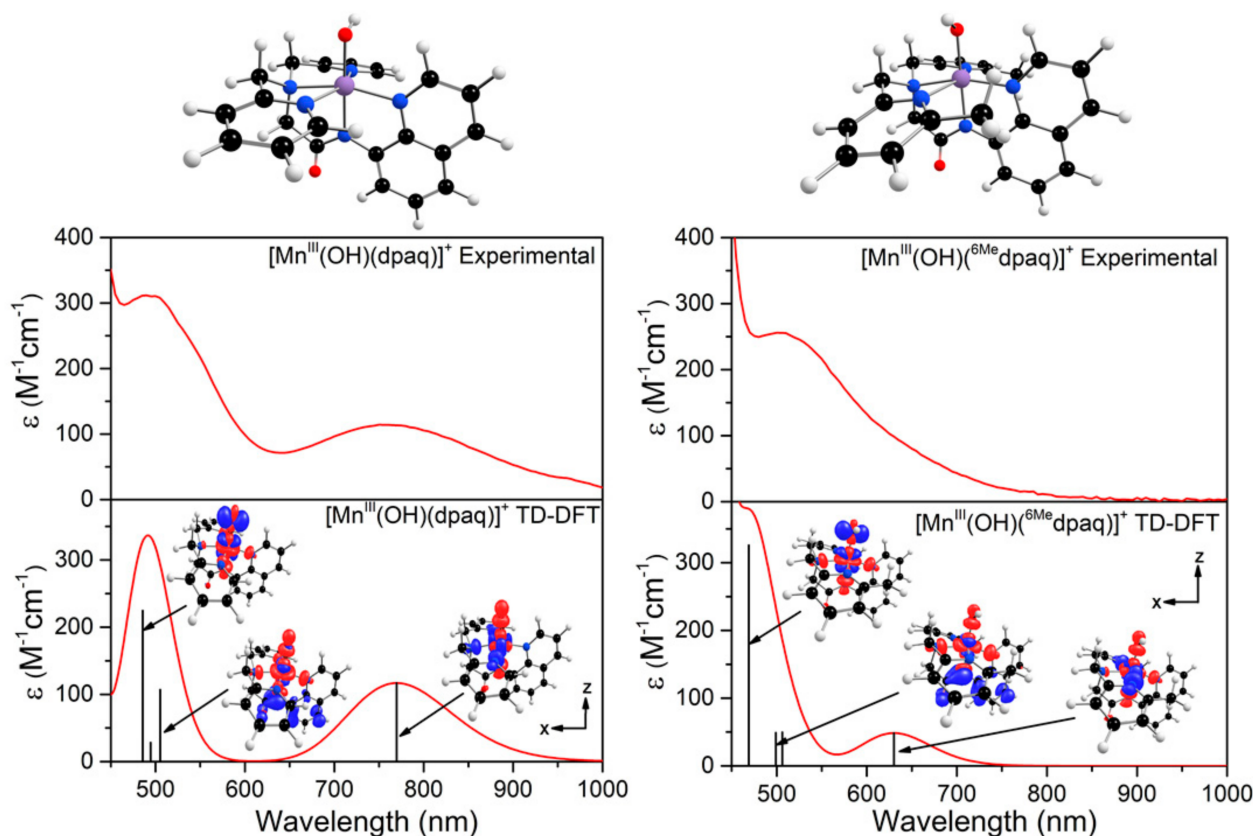 400
300
200
100
0
ε (M⁻¹cm⁻¹)
[Mnᴵᴵᴵ(OH)(dpaq)]⁺ Experimental
300
200
100
0
ε (M⁻¹cm⁻¹)
[Mnᴵᴵᴵ(OH)(dpaq)]⁺ TD-DFT
z
x
500 600 700 800 900 1000
Wavelength (nm)
400
300
200
100
0
ε (M⁻¹cm⁻¹)
[Mnᴵᴵᴵ(OH)(⁶ᴹᵉdpaq)]⁺ Experimental
300
200
100
0
ε (M⁻¹cm⁻¹)
[Mnᴵᴵᴵ(OH)(⁶ᴹᵉdpaq)]⁺ TD-DFT
z
x
500 600 700 800 900 1000
Wavelength (nm)